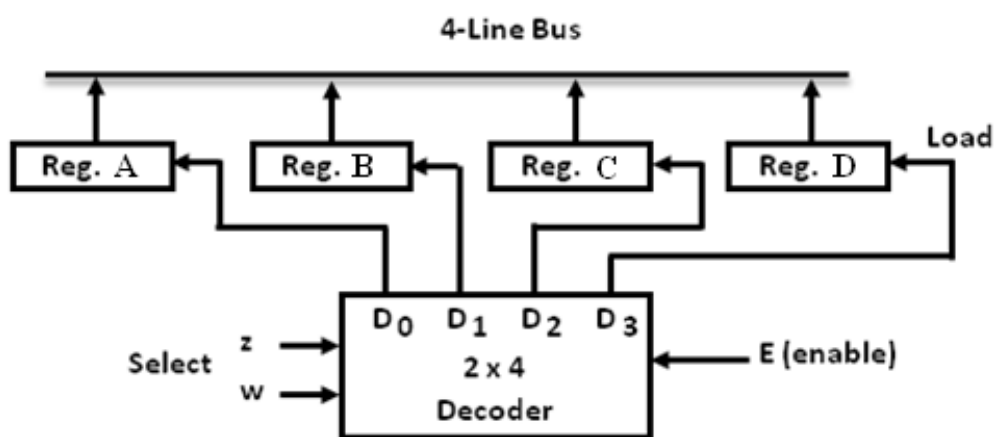 4-Line Bus
Load
Reg. A Reg. B Reg. C Reg. D
D0 D1 D2 D3
Select z 2 x 4 E (enable)
w Decoder